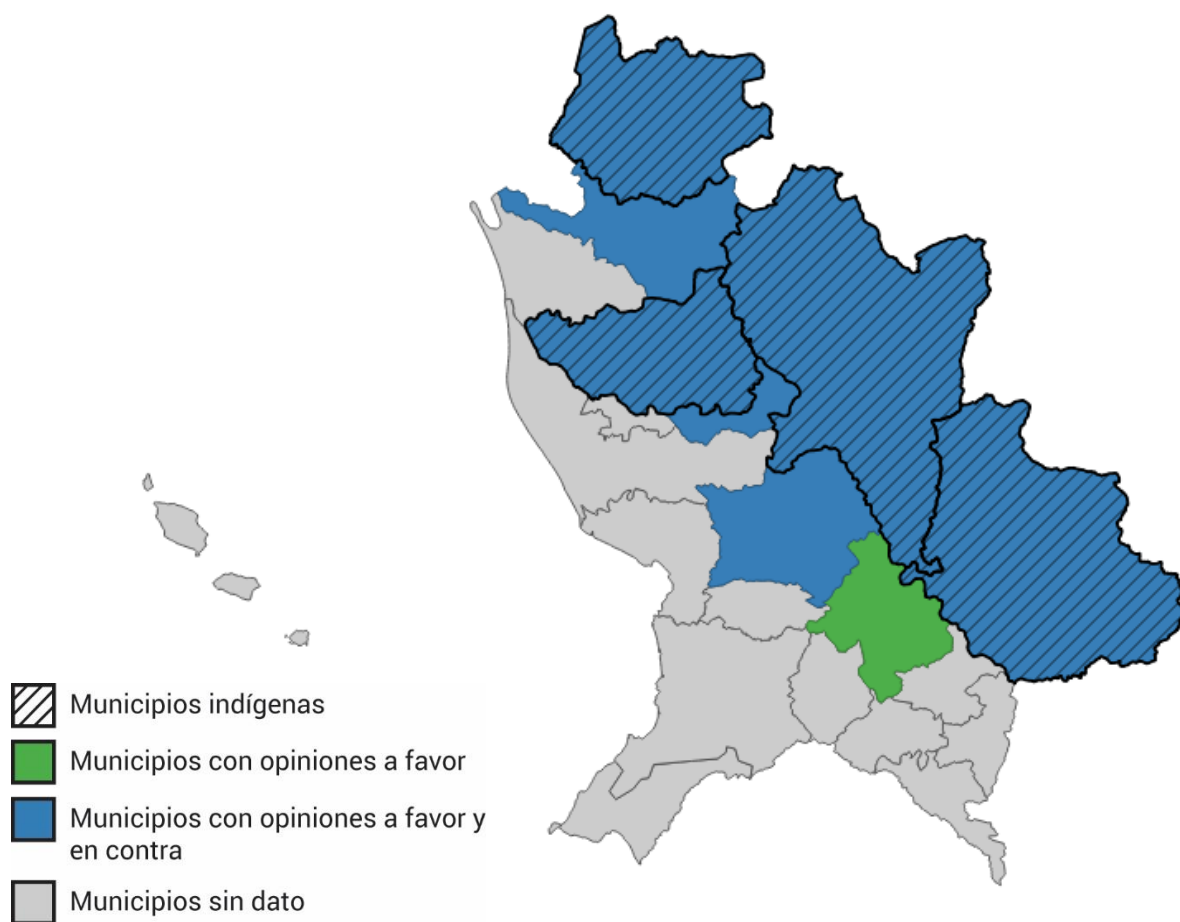 Municipios indígenas
Municipios con opiniones a favor
Municipios con opiniones a favor y
en contra
Municipios sin dato